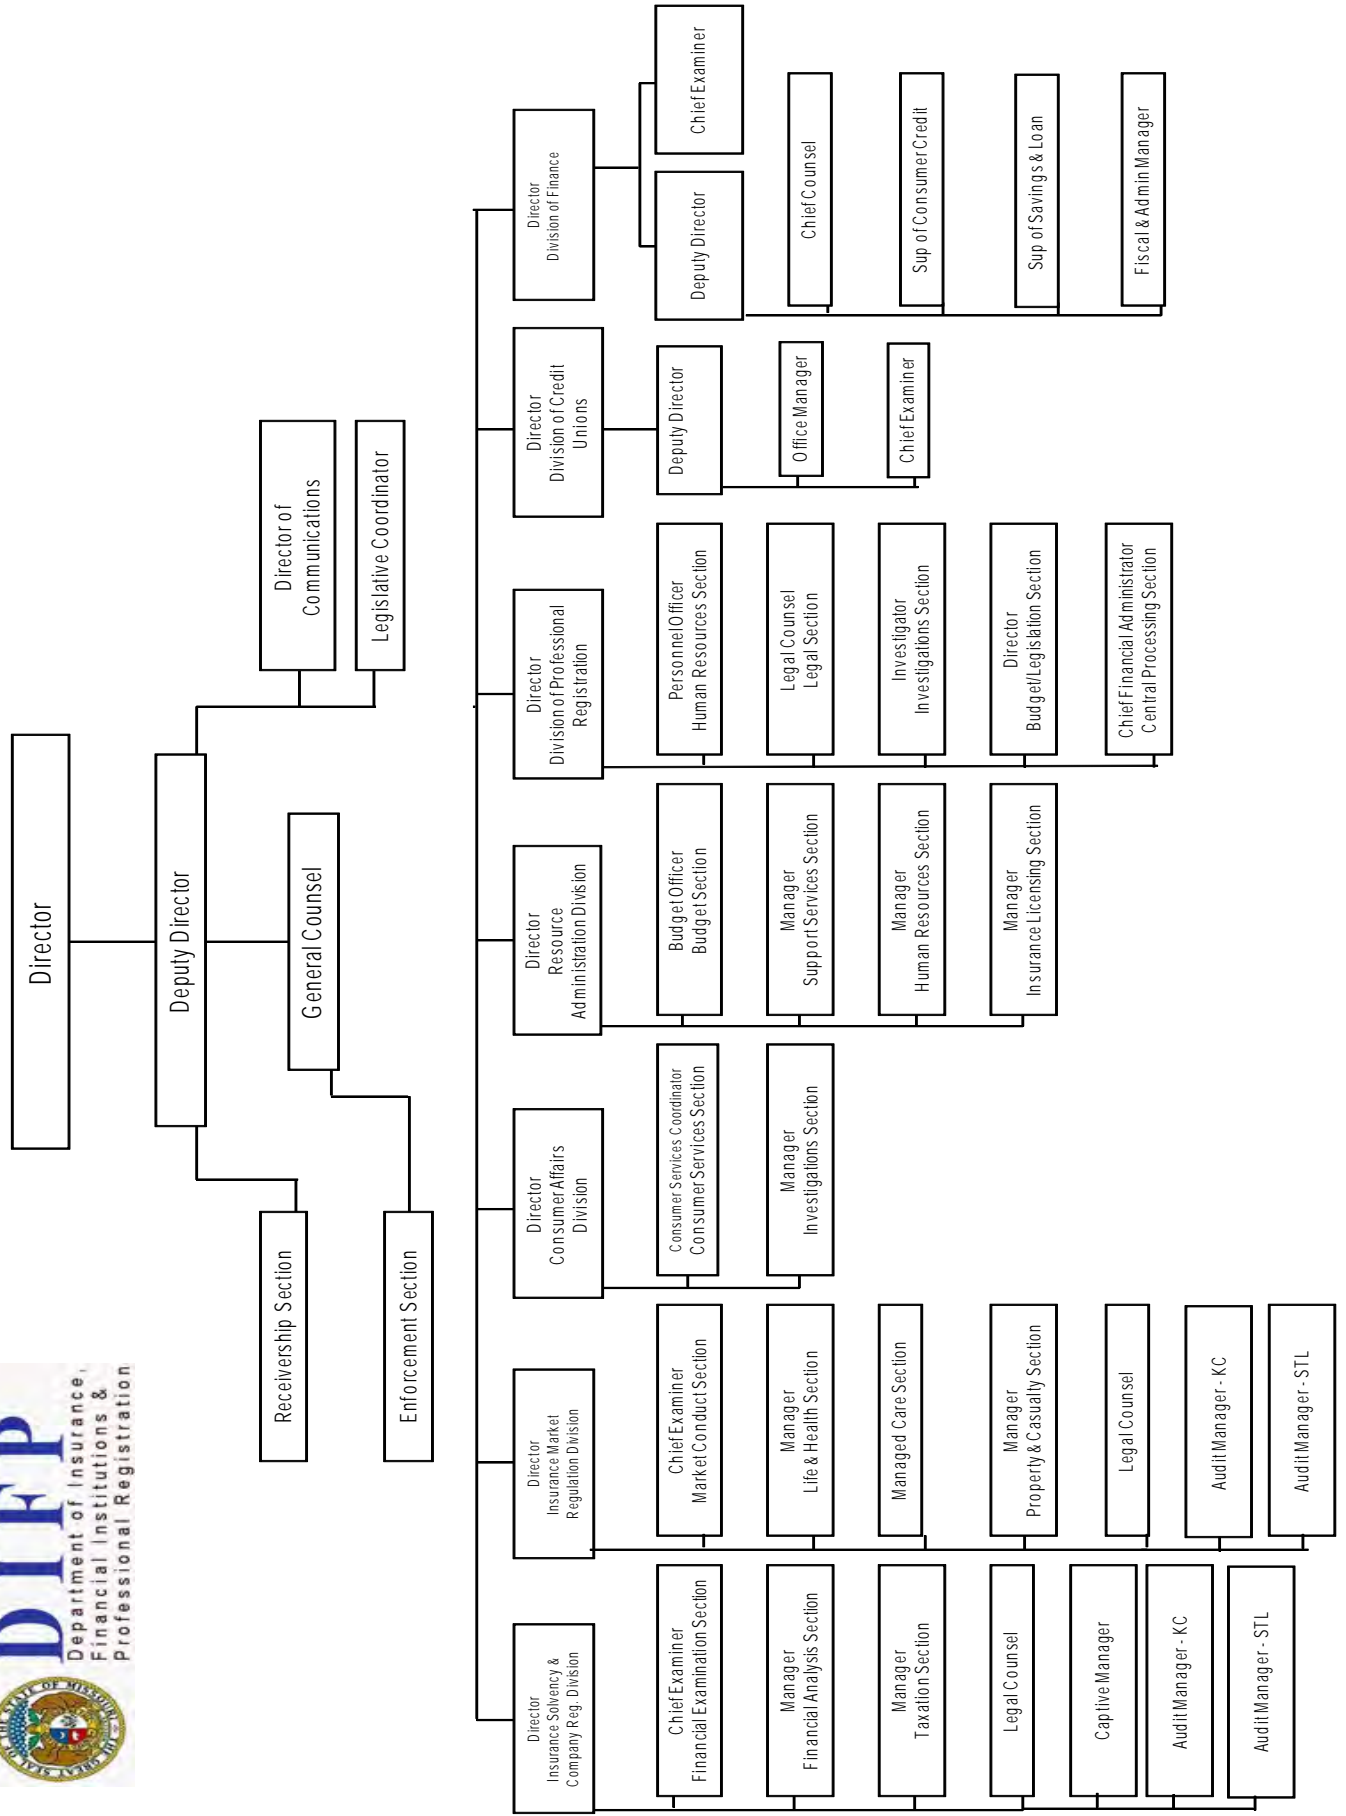 DIFP
Department of Insurance,
Financial Institutions &
Professional Registration
Director
Deputy Director
Director of
Communications
Legislative Coordinator
General Counsel
Receivership Section
Enforcement Section
Director
Insurance Solvency &
Company Reg. Division
Chief Examiner
Financial Examination Section
Manager
Financial Analysis Section
Manager
Taxation Section
Legal Counsel
Captive Manager
Audit Manager - KC
Audit Manager - STL
Director
Insurance Market
Regulation Division
Chief Examiner
Market Conduct Section
Manager
Life & Health Section
Managed Care Section
Manager
Property & Casualty Section
Legal Counsel
Audit Manager - KC
Audit Manager - STL
Director
Consumer Affairs
Division
Consumer Services Coordinator
Consumer Services Section
Manager
Investigations Section
Director
Resource
Administration Division
Budget Officer
Budget Section
Manager
Support Services Section
Manager
Human Resources Section
Manager
Insurance Licensing Section
Director
Division of Professional
Registration
Personnel Officer
Human Resources Section
Legal Counsel
Legal Section
Investigator
Investigations Section
Director
Budget/Legislation Section
Chief Financial Administrator
Central Processing Section
Director
Division of Credit
Unions
Deputy Director
Office Manager
Chief Examiner
Director
Division of Finance
Deputy Director
Chief Examiner
Chief Counsel
Sup of Consumer Credit
Sup of Savings & Loan
Fiscal & Admin Manager